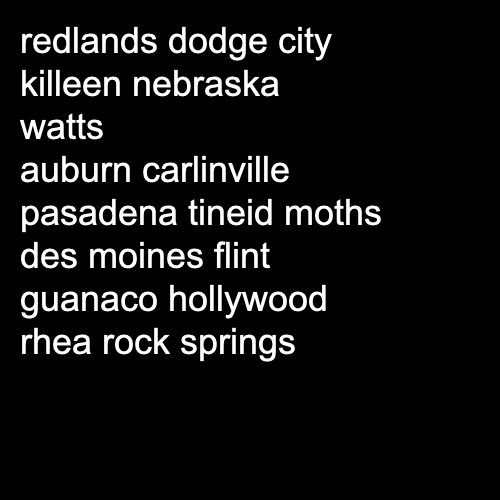 redlands dodge city
killeen nebraska
watts
auburn carlinville
pasadena tineid moths
des moines flint
guanaco hollywood
rhea rock springs